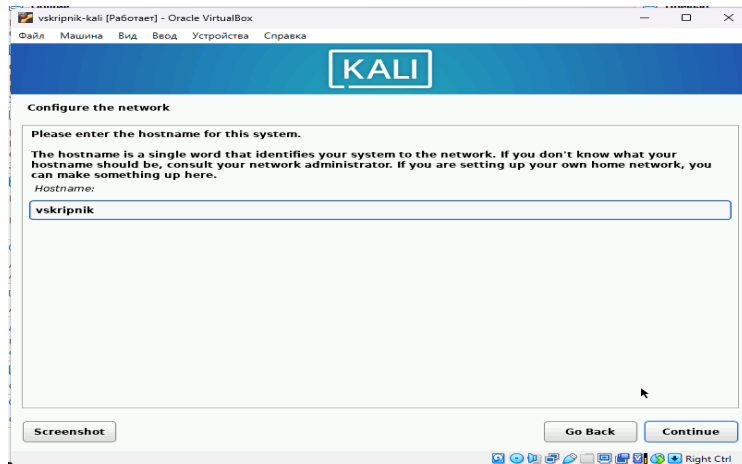 vskripnik-kali [Работает] - Oracle VirtualBox
Файл Машина Вид Ввод Устройства Справка
KALI
Configure the network
Please enter the hostname for this system.
The hostname is a single word that identifies your system to the network. If you don't know what your
hostname should be, consult your network administrator. If you are setting up your own home network, you
can make something up here.
Hostname:
vskripnik
Screenshot Go Back Continue
Right Ctrl